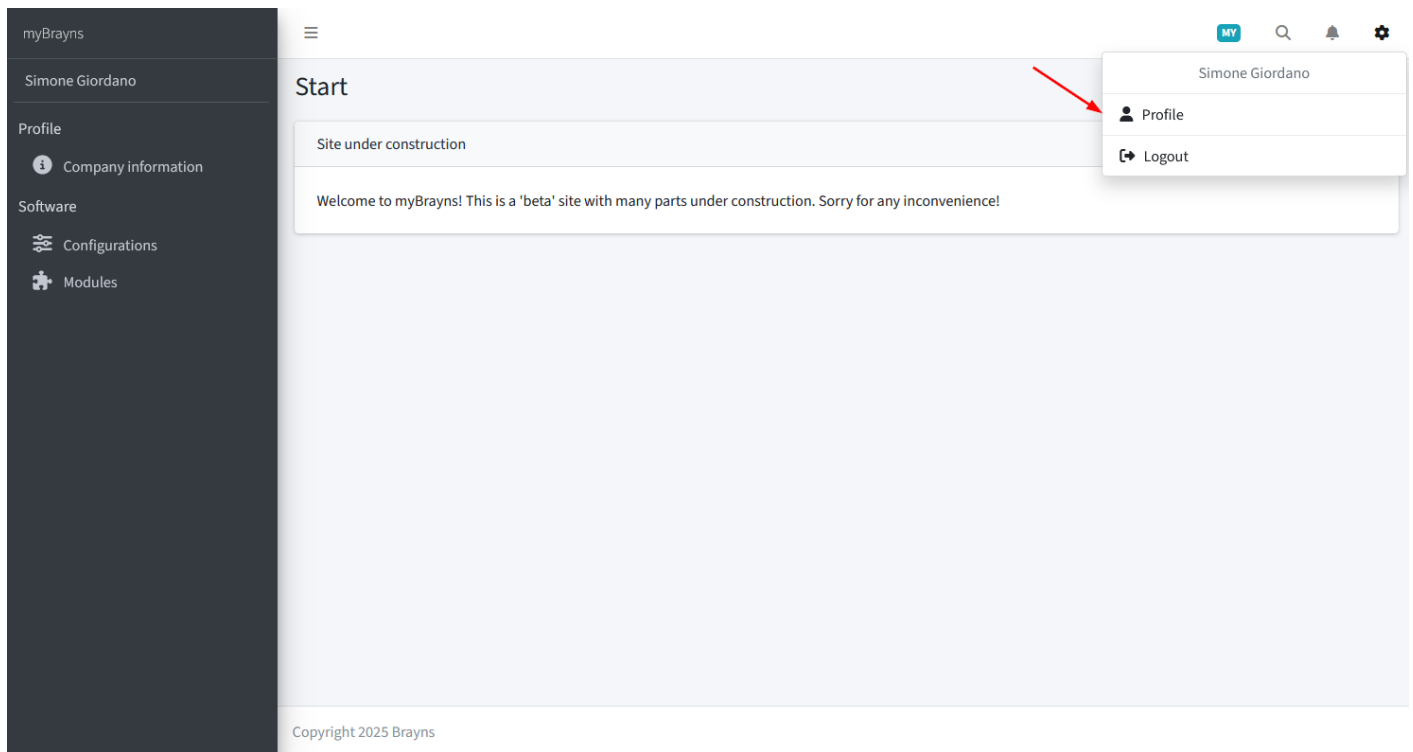 myBrayns
MY
Simone Giordano
Simone Giordano
Start
Profile
Profile
Site under construction
Logout
Company information
Welcome to myBrayns! This is a 'beta' site with many parts under construction. Sorry for any inconvenience!
Software
Configurations
Modules
Copyright 2025 Brayns